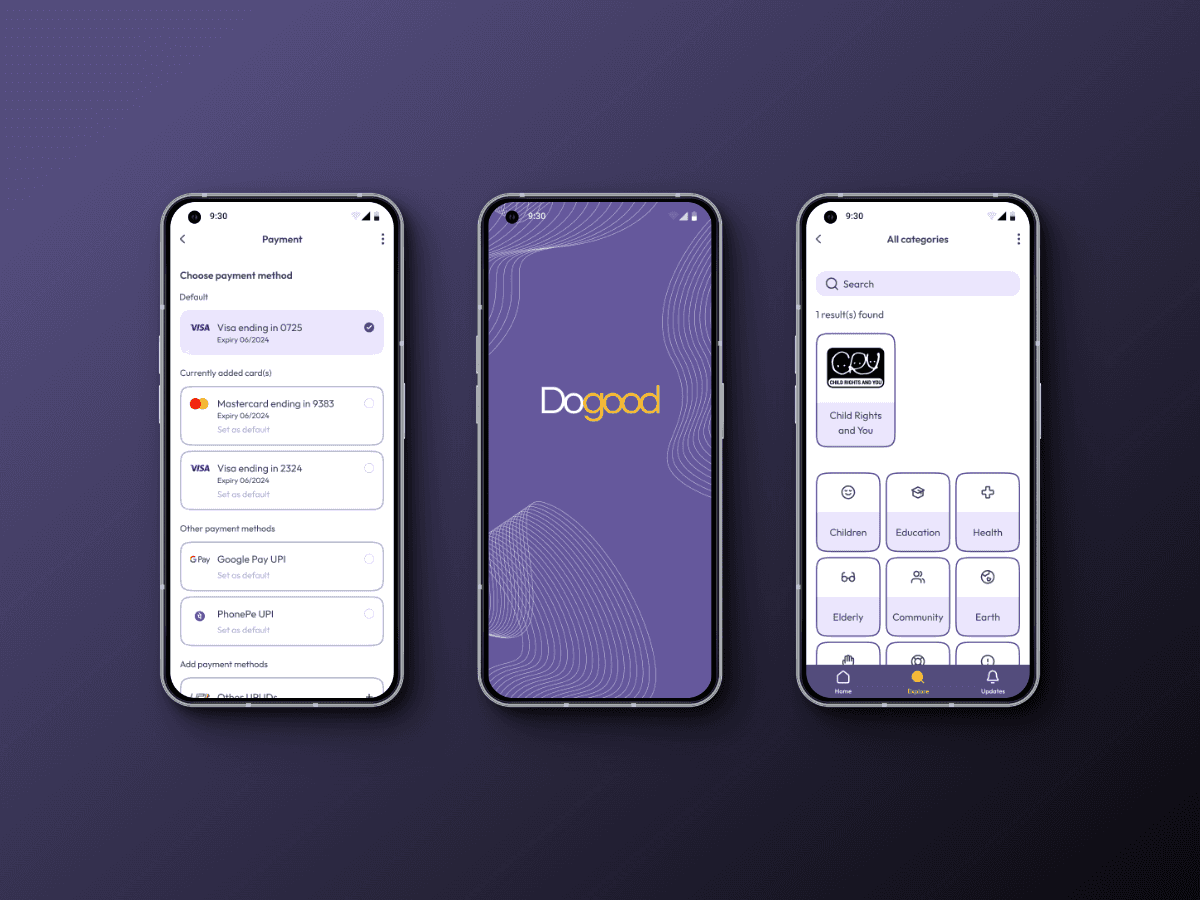 9:30
Payment
Choose payment method
Default
VISA Visa ending in 0725
Expiry 06/2024
Currently added card(s)
Mastercard ending in 9383
Expiry 06/2024
Set as default
VISA Visa ending in 2324
Expiry 06/2024
Set as default
Other payment methods
G Pay Google Pay UPI
Set as default
PhonePe UPI
Set as default
Add payment methods
Other UPI IDs
9:30
Dogood
9:30
All categories
Search
1 result(s) found
CRY
CHILD RIGHTS AND YOU
Child Rights
and You
Children
Education
Health
Elderly
Community
Earth
Home
Explore
Updates